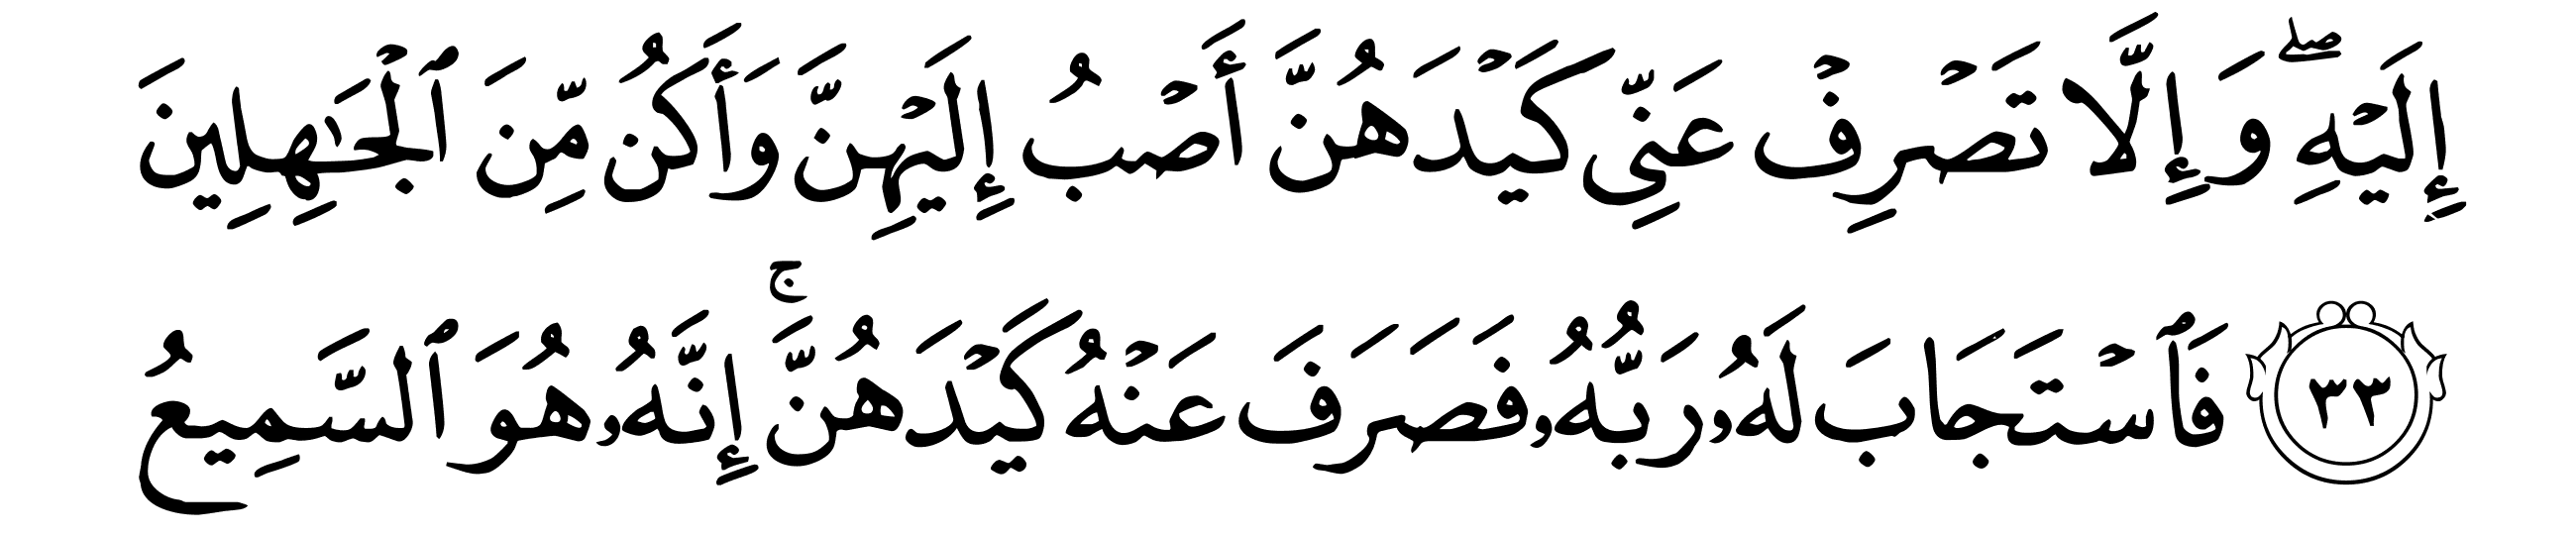 إِلَيۡهِۖ وَإِلَّا تَصۡرِفۡ عَنِّي كَيۡدَهُنَّ أَصۡبُ إِلَيۡهِنَّ وَأَكُن مِّنَ ٱلۡجَٰهِلِينَ
٣٣ فَٱسۡتَجَابَ لَهُۥ رَبُّهُۥ فَصَرَفَ عَنۡهُ كَيۡدَهُنَّۚ إِنَّهُۥ هُوَ ٱلسَّمِيعُ